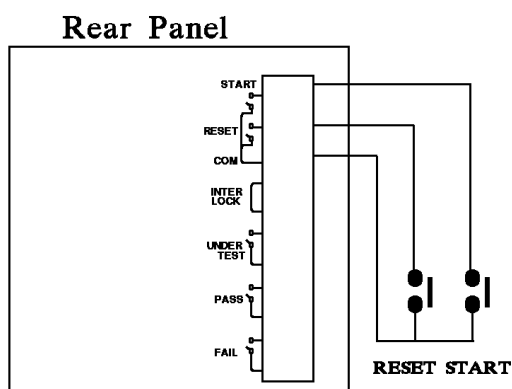 Rear Panel
START
RESET
COM
INTER
LOCK
UNDER
TEST
PASS
FAIL
RESET START